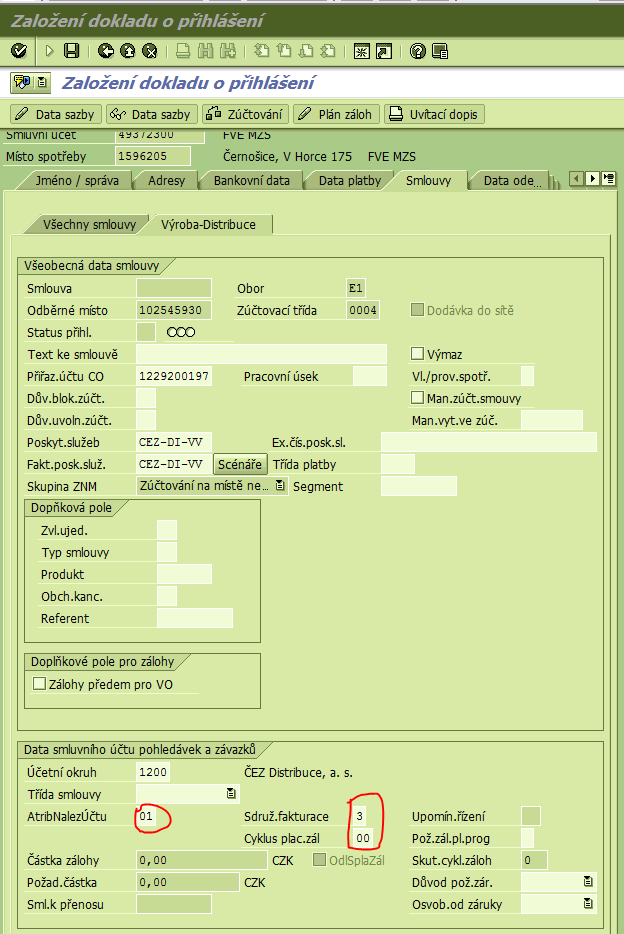 Založení dokladu o přihlášení
Založení dokladu o přihlášení
Data sazby Data sazby Zúčtování Plán záloh Uvítací dopis
Smluvní účet 49372300 FVE MZS
Místo spotřeby 1596205 Černošice, V Horce 175 FVE MZS
Jméno / správa Adresy Bankovní data Data platby Smlouvy Data ode...
Všechny smlouvy Výroba-Distribuce
Všeobecná data smlouvy
Smlouva Obor E1
Odběrné místo 102545930 Zúčtovací třída 0004 Dodávka do sítě
Status přihl.
Text ke smlouvě Výmaz
Přiřaz.účtu CO 1229200197 Pracovní úsek Vl./prov.spotř.
Dův.blok.zúčt. Man.zúčt.smouvy
Dův.uvoln.zúčt. Man.vyt.ve zúč.
Poskyt.služeb CEZ-DI-VV Ex.čís.posk.sl.
Fakt.posk.služ. CEZ-DI-VV Scénáře Třída platby
Skupina ZNM Zúčtování na místě ne... Segment
Dopňková pole
Zvl.ujed.
Typ smlouvy
Produkt
Obch.kanc.
Referent
Doplňkové pole pro zálohy
Zálohy předem pro VO
Data smluvního účtu pohledávek a závazků
Účetní okruh 1200 ČEZ Distribuce, a. s.
Třída smlouvy
AtribNalezÚčtu 01 Sdruž.fakturace 3 Upomín.řízení
Cyklus plac.zál 00 Pož.zál.pl.prog
Částka zálohy 0,00 CZK OdlSplaZál Skut.cykl.záloh 0
Požad.částka 0,00 CZK Důvod pož.zár.
Sml.k přenosu Osvob.od záruky